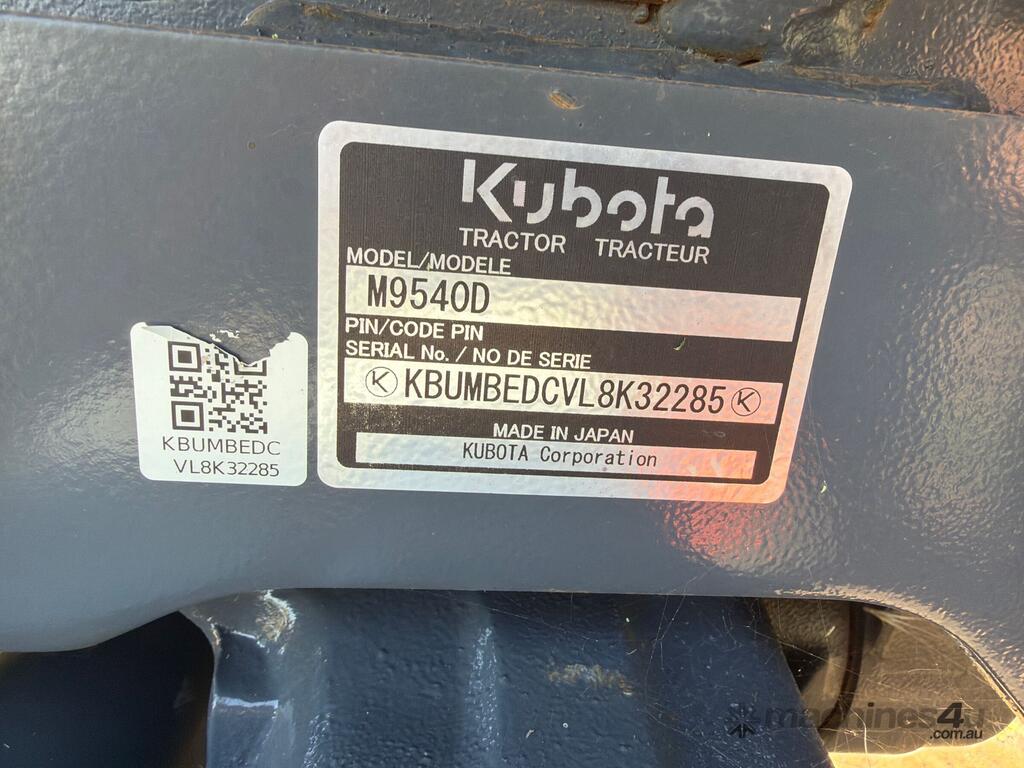 Kubota
TRACTOR TRACTEUR
MODEL/MODELE
M9540D
PIN/CODE PIN
SERIAL No. / NO DE SERIE
KBUMBEDCVL8K32285
MADE IN JAPAN
KUBOTA Corporation
KBUMBEDC
VL8K32285
machines4u
.com.au